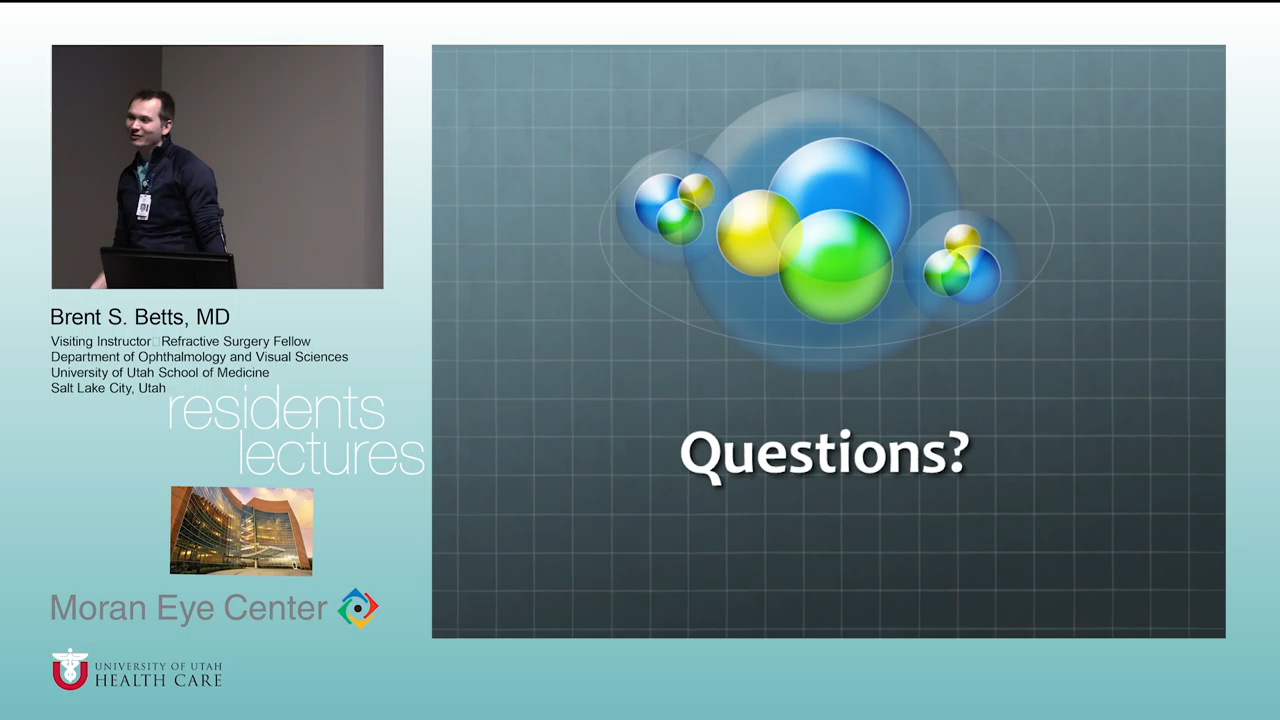 Brent S. Betts, MD
Visiting Instructor Refractive Surgery Fellow
Department of Ophthalmology and Visual Sciences
University of Utah School of Medicine
Salt Lake City, Utah
residents
lectures
Moran Eye Center
UNIVERSITY OF UTAH
HEALTH CARE
Questions?